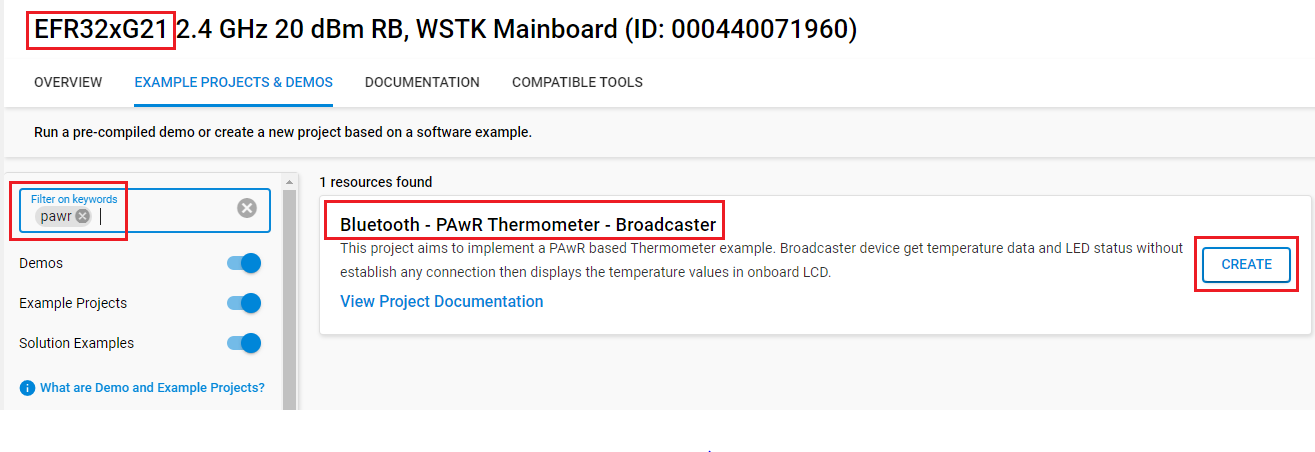 EFR32xG21 2.4 GHz 20 dBm RB, WSTK Mainboard (ID: 000440071960)
OVERVIEW EXAMPLE PROJECTS & DEMOS DOCUMENTATION COMPATIBLE TOOLS
Run a pre-compiled demo or create a new project based on a software example.
Filter on keywords
pawr
Demos
Example Projects
Solution Examples
What are Demo and Example Projects?
1 resources found
Bluetooth - PAwR Thermometer - Broadcaster
This project aims to implement a PAwR based Thermometer example. Broadcaster device get temperature data and LED status without
establish any connection then displays the temperature values in onboard LCD.
View Project Documentation
CREATE